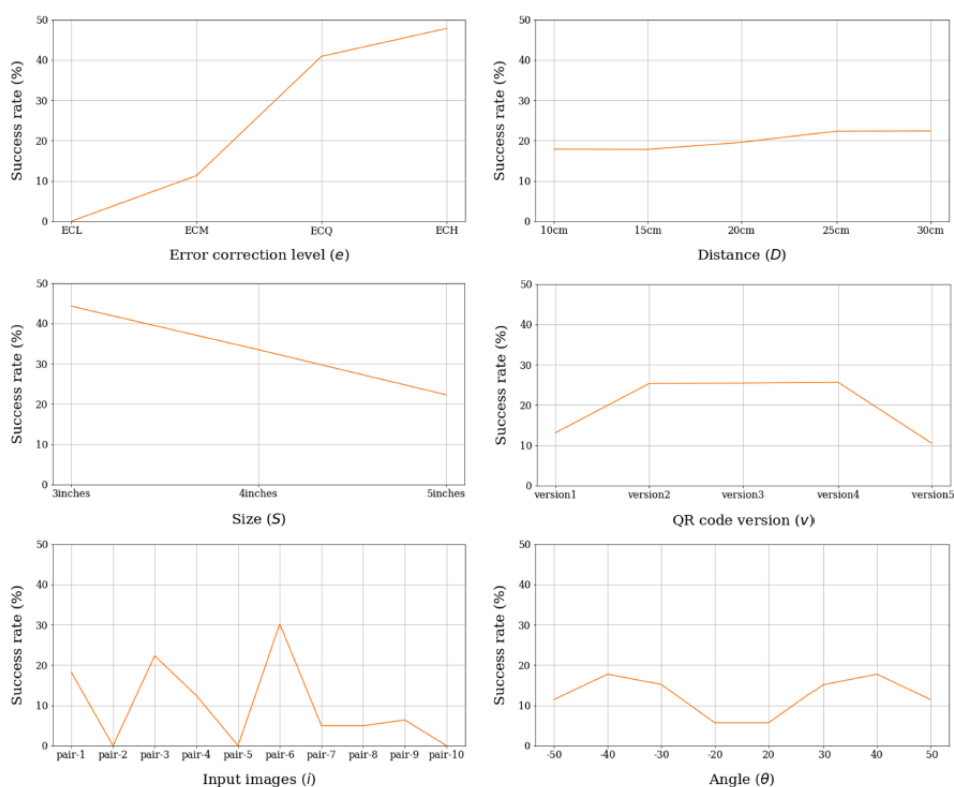 50
40
30
20
10
0
Success rate (%)
ECL ECM ECQ ECH
Error correction level (e)
50
40
30
20
10
0
Success rate (%)
10cm 15cm 20cm 25cm 30cm
Distance (D)
50
40
30
20
10
0
Success rate (%)
3inches 4inches 5inches
Size (S)
50
40
30
20
10
0
Success rate (%)
version1 version2 version3 version4 version5
QR code version (v)
50
40
30
20
10
0
Success rate (%)
pair-1 pair-2 pair-3 pair-4 pair-5 pair-6 pair-7 pair-8 pair-9 pair-10
Input images (i)
50
40
30
20
10
0
Success rate (%)
-50 -40 -30 -20 20 30 40 50
Angle (θ)